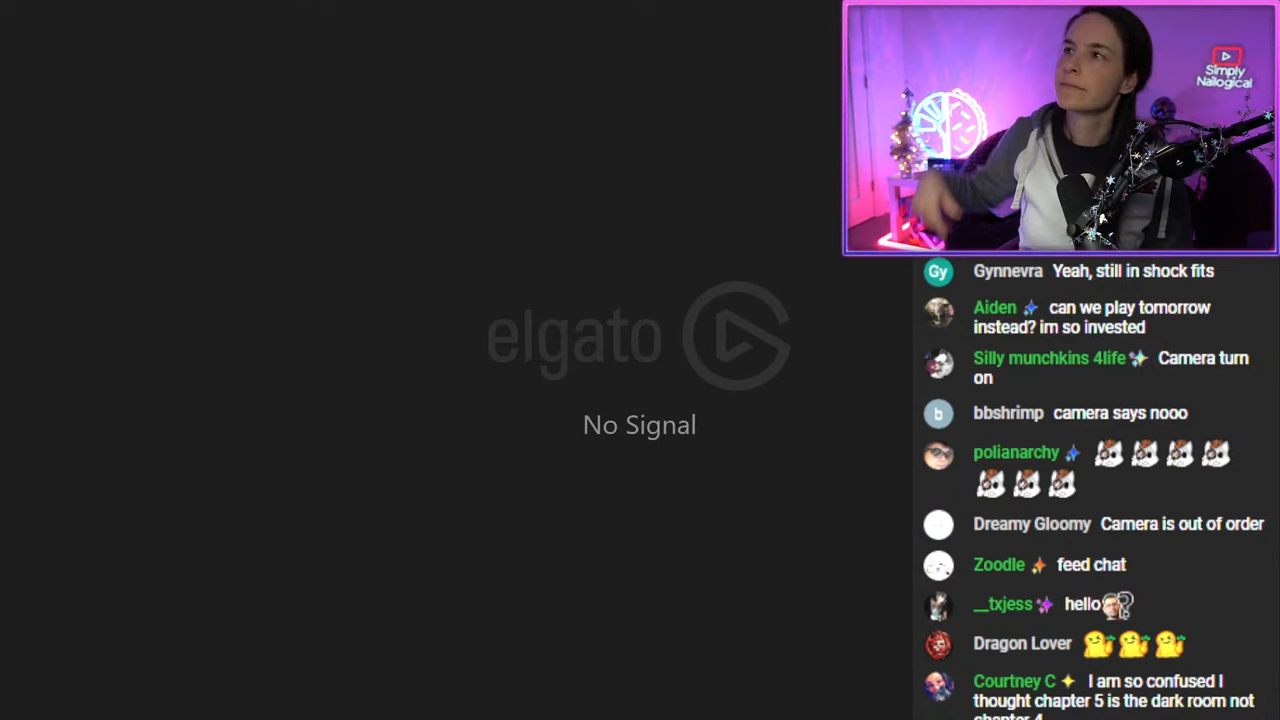 Simply
Nailogical
Gy Gynnevra Yeah, still in shock fits
Aiden can we play tomorrow
instead? im so invested
Silly munchkins 4life Camera turn
on
elgato
b bbshrimp camera says nooo
No Signal
polianarchy
Dreamy Gloomy Camera is out of order
Zoodle feed chat
__txjess hello
Dragon Lover
Courtney C I am so confused I
thought chapter 5 is the dark room not
chapter 4